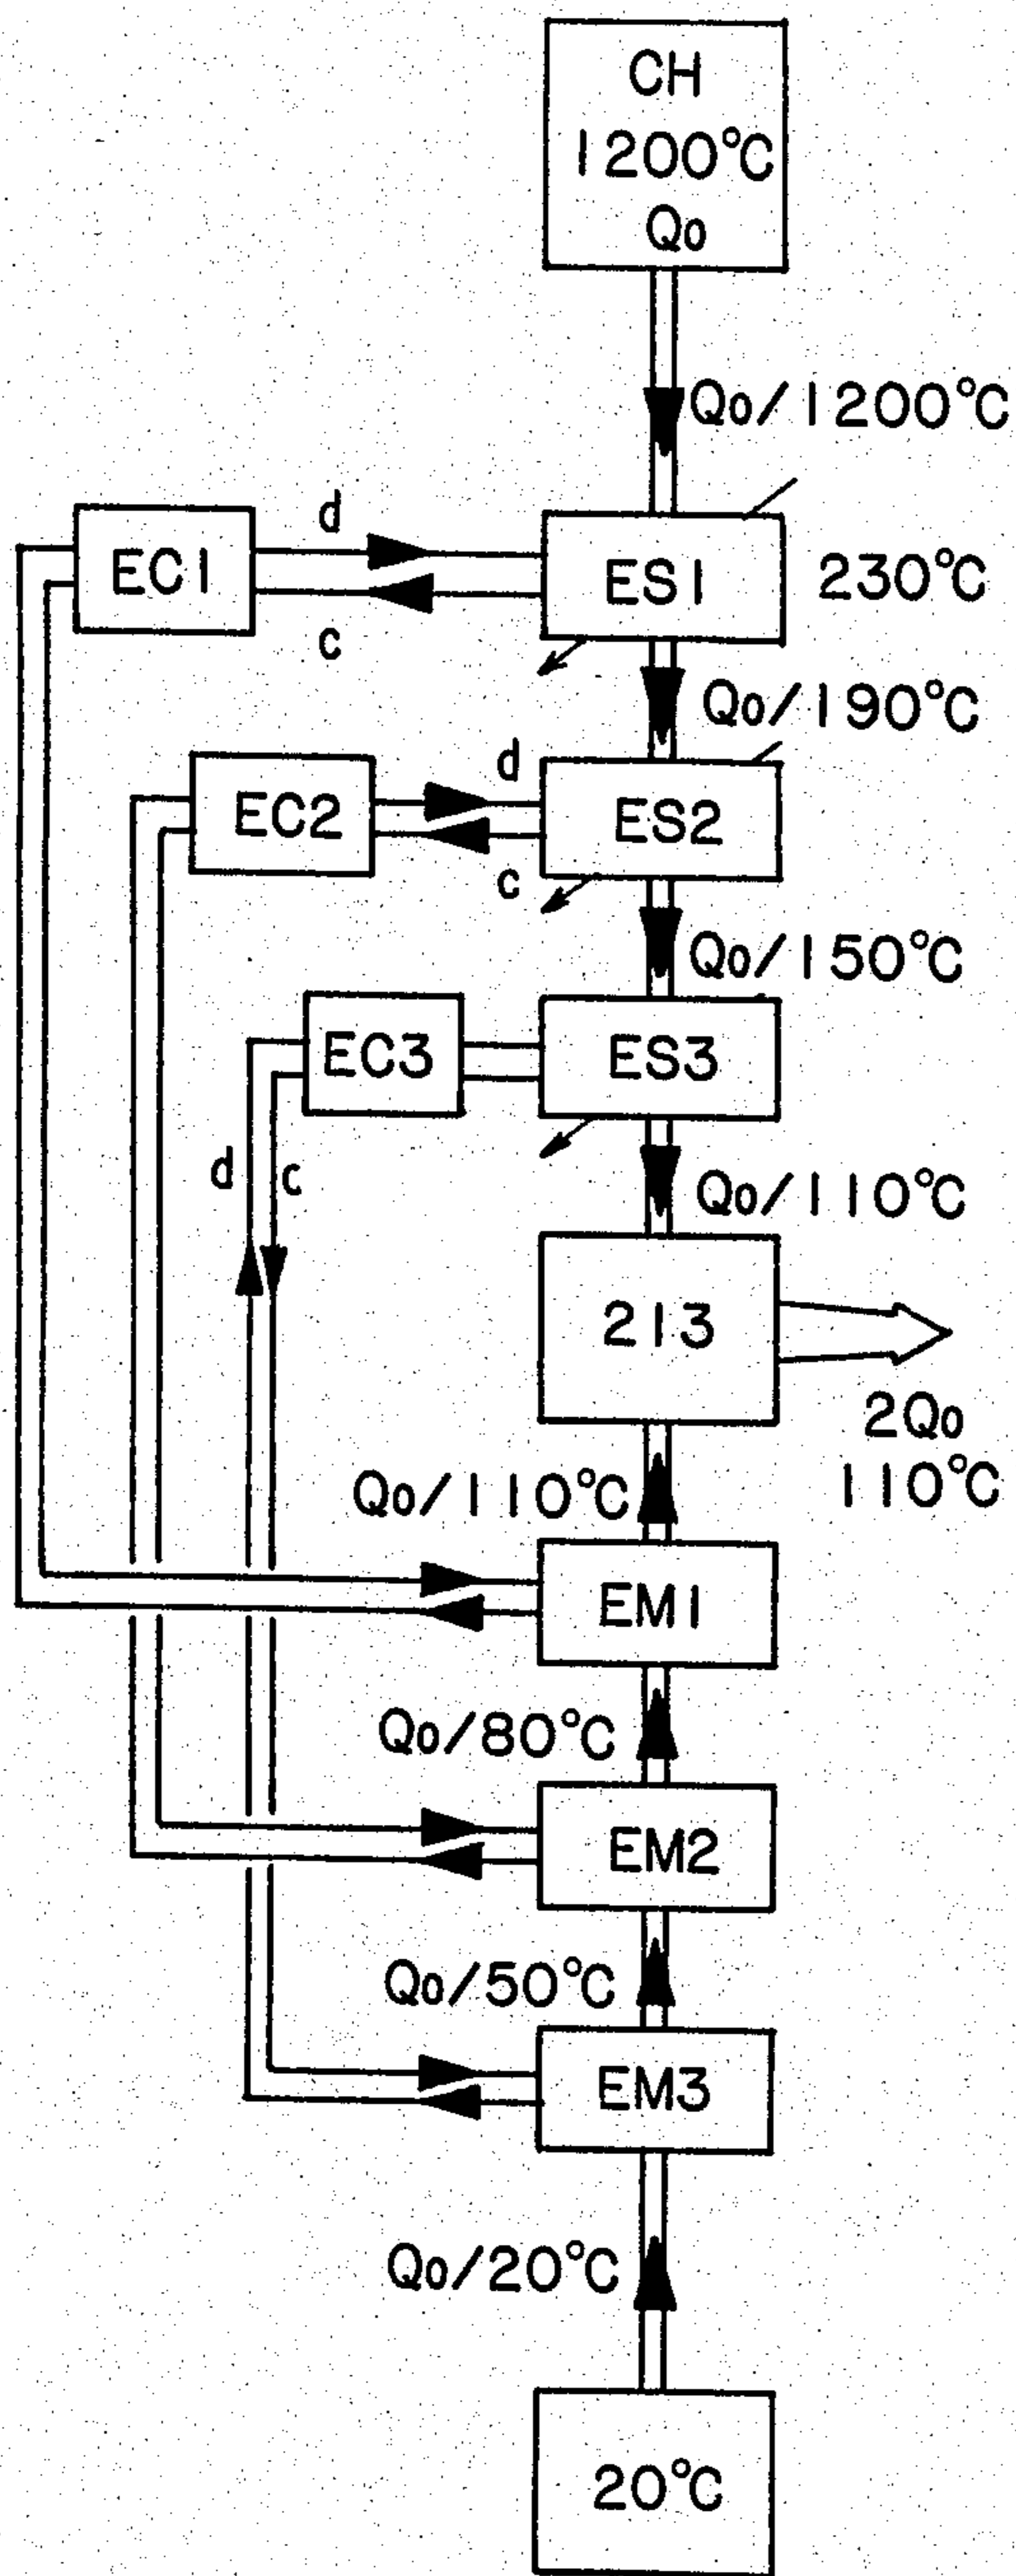 CH
1200°C
Q0
Q0/1200°C
d
EC1
ES1
230°C
c
Q0/190°C
d
EC2
ES2
c
Q0/150°C
EC3
ES3
d
c
Q0/110°C
213
2Q0
110°C
Q0/110°C
EM1
Q0/80°C
EM2
Q0/50°C
EM3
Q0/20°C
20°C